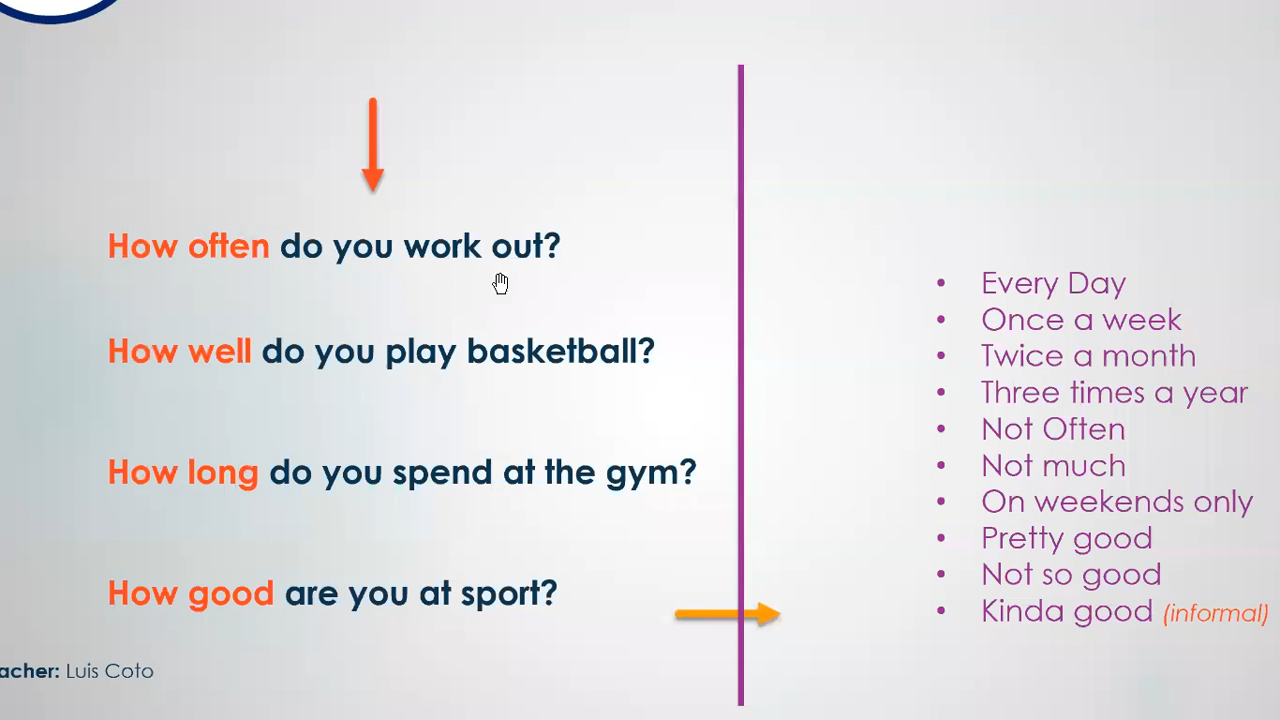 How often do you work out?
How well do you play basketball?
How long do you spend at the gym?
How good are you at sport?
• Every Day
• Once a week
• Twice a month
• Three times a year
• Not Often
• Not much
• On weekends only
• Pretty good
• Not so good
• Kinda good (informal)
acher: Luis Coto